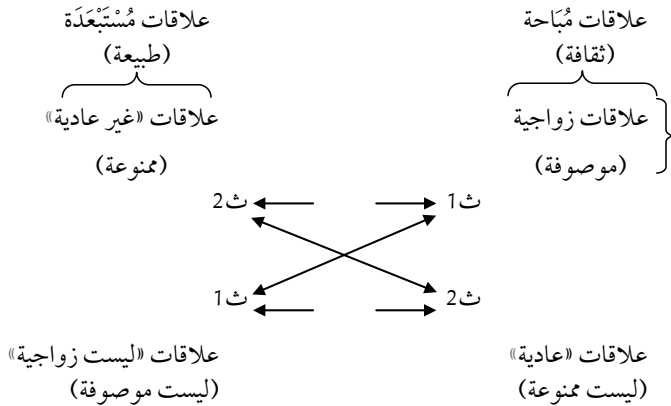 علاقات مُبَاحة
(ثقافة)
علاقات زواجية
(موصوفة)
علاقات مُسْتَبْعَدَة
(طبيعة)
علاقات «غير عادية»
(ممنوعة)
ث1
ث2
ث2
ث1
علاقات «عادية»
(ليست ممنوعة)
علاقات «ليست زواجية»
(ليست موصوفة)